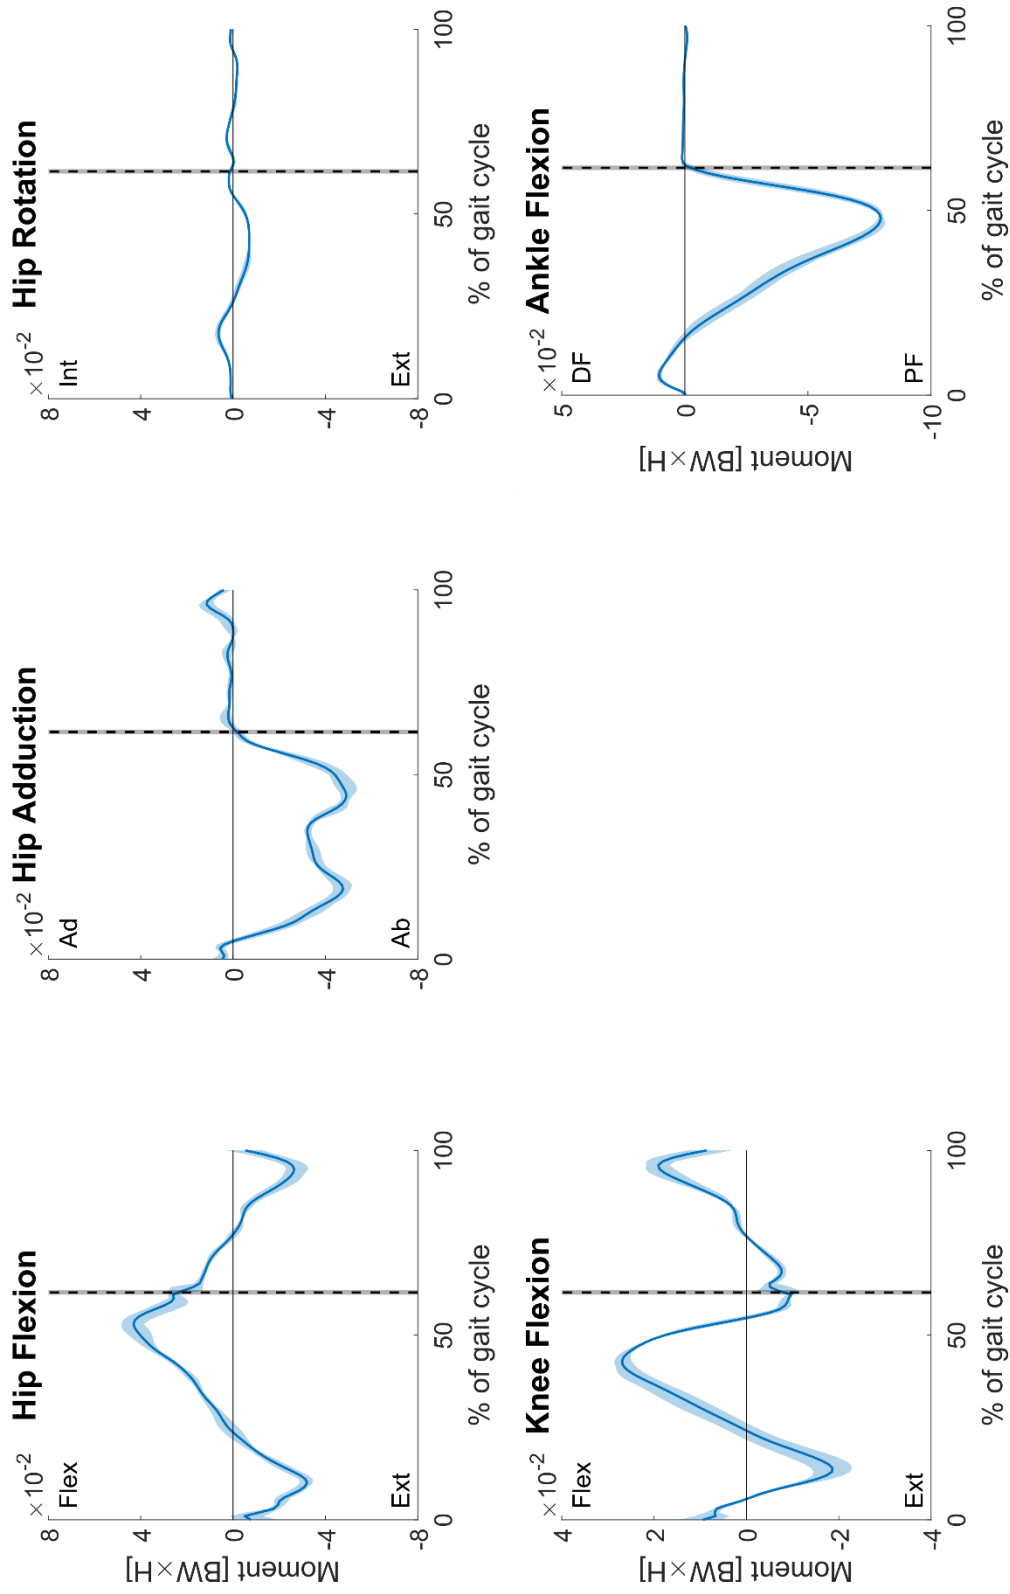 Hip Flexion
×10-2
Flex
8
4
0
-4
-8
Ext
0
50
100
Moment [BW×H]
% of gait cycle
Hip Adduction
×10-2
Ad
8
4
0
-4
-8
Ab
0
50
100
% of gait cycle
Hip Rotation
×10-2
Int
8
4
0
-4
-8
Ext
0
50
100
% of gait cycle
Knee Flexion
×10-2
Flex
4
2
0
-2
-4
Ext
0
50
100
Moment [BW×H]
% of gait cycle
Ankle Flexion
×10-2
DF
5
0
-5
-10
PF
0
50
100
Moment [BW×H]
% of gait cycle